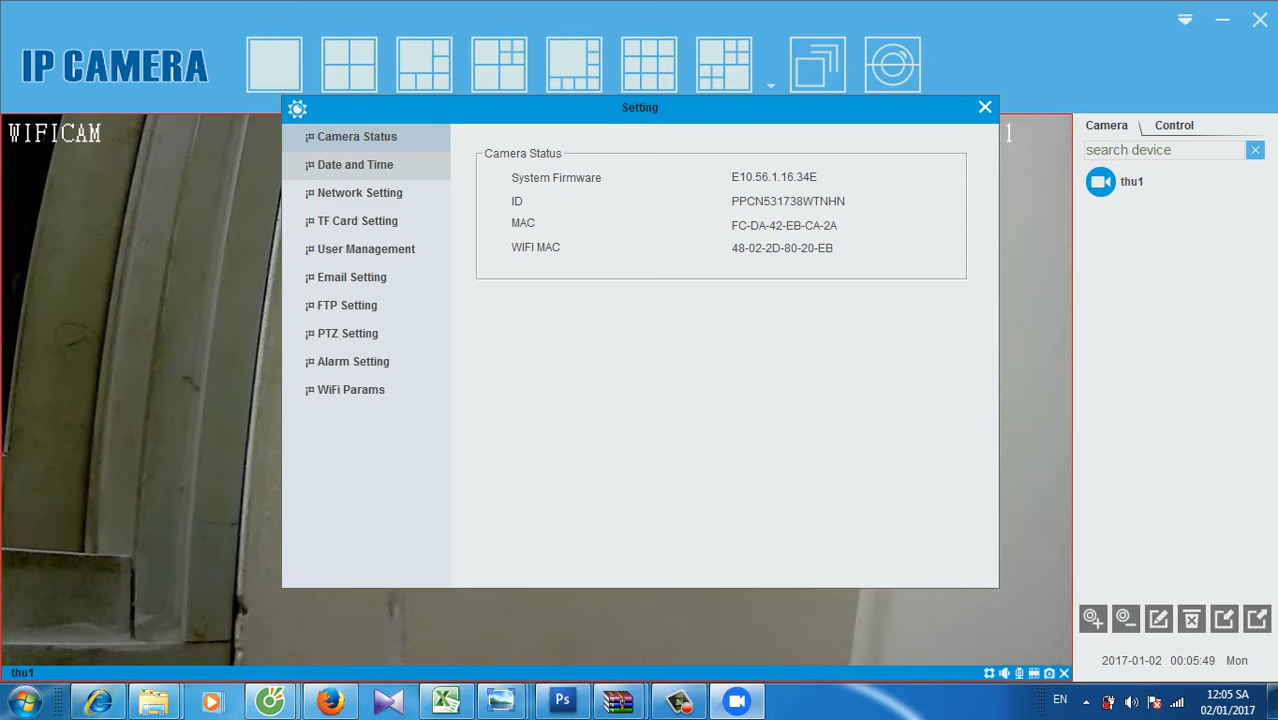 IP CAMERA
Setting
WIFICAM
1
Camera Status
Date and Time
Network Setting
TF Card Setting
User Management
Email Setting
FTP Setting
PTZ Setting
Alarm Setting
WiFi Params
Camera Status
System Firmware E10.56.1.16.34E
ID PPCN531738WTNHN
MAC FC-DA-42-EB-CA-2A
WIFI MAC 48-02-2D-80-20-EB
Camera Control
search device
thu1
2017-01-02 00:05:49 Mon
thu1
Ps
EN
12:05 SA
02/01/2017